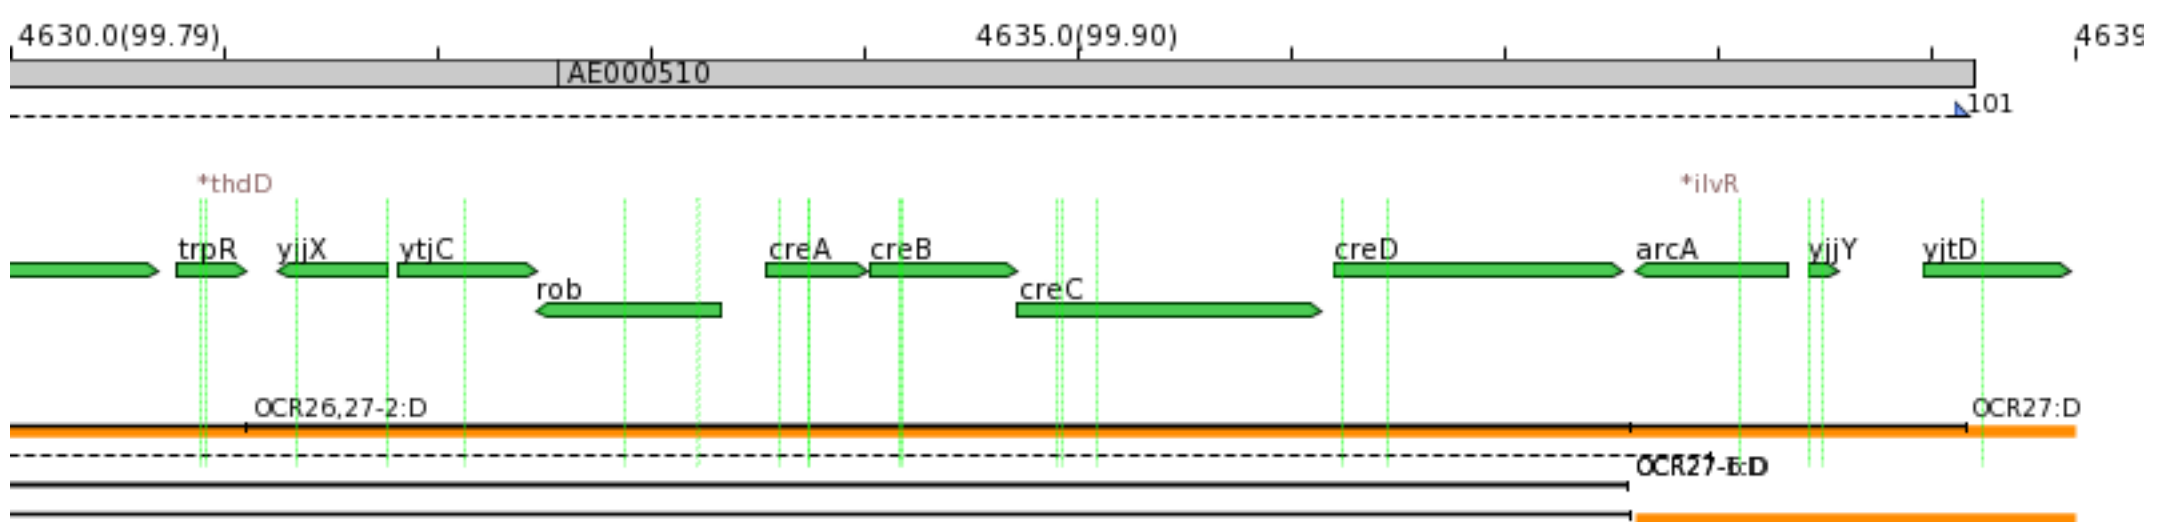 4630.0(99.79) 4635.0(99.90) 4639
AE000510
101
*thdD *ilvR
trpR yjjX ytjC creA creB creD arcA yjjY yjtD
rob creC
OCR26,27-2:D OCR27:D